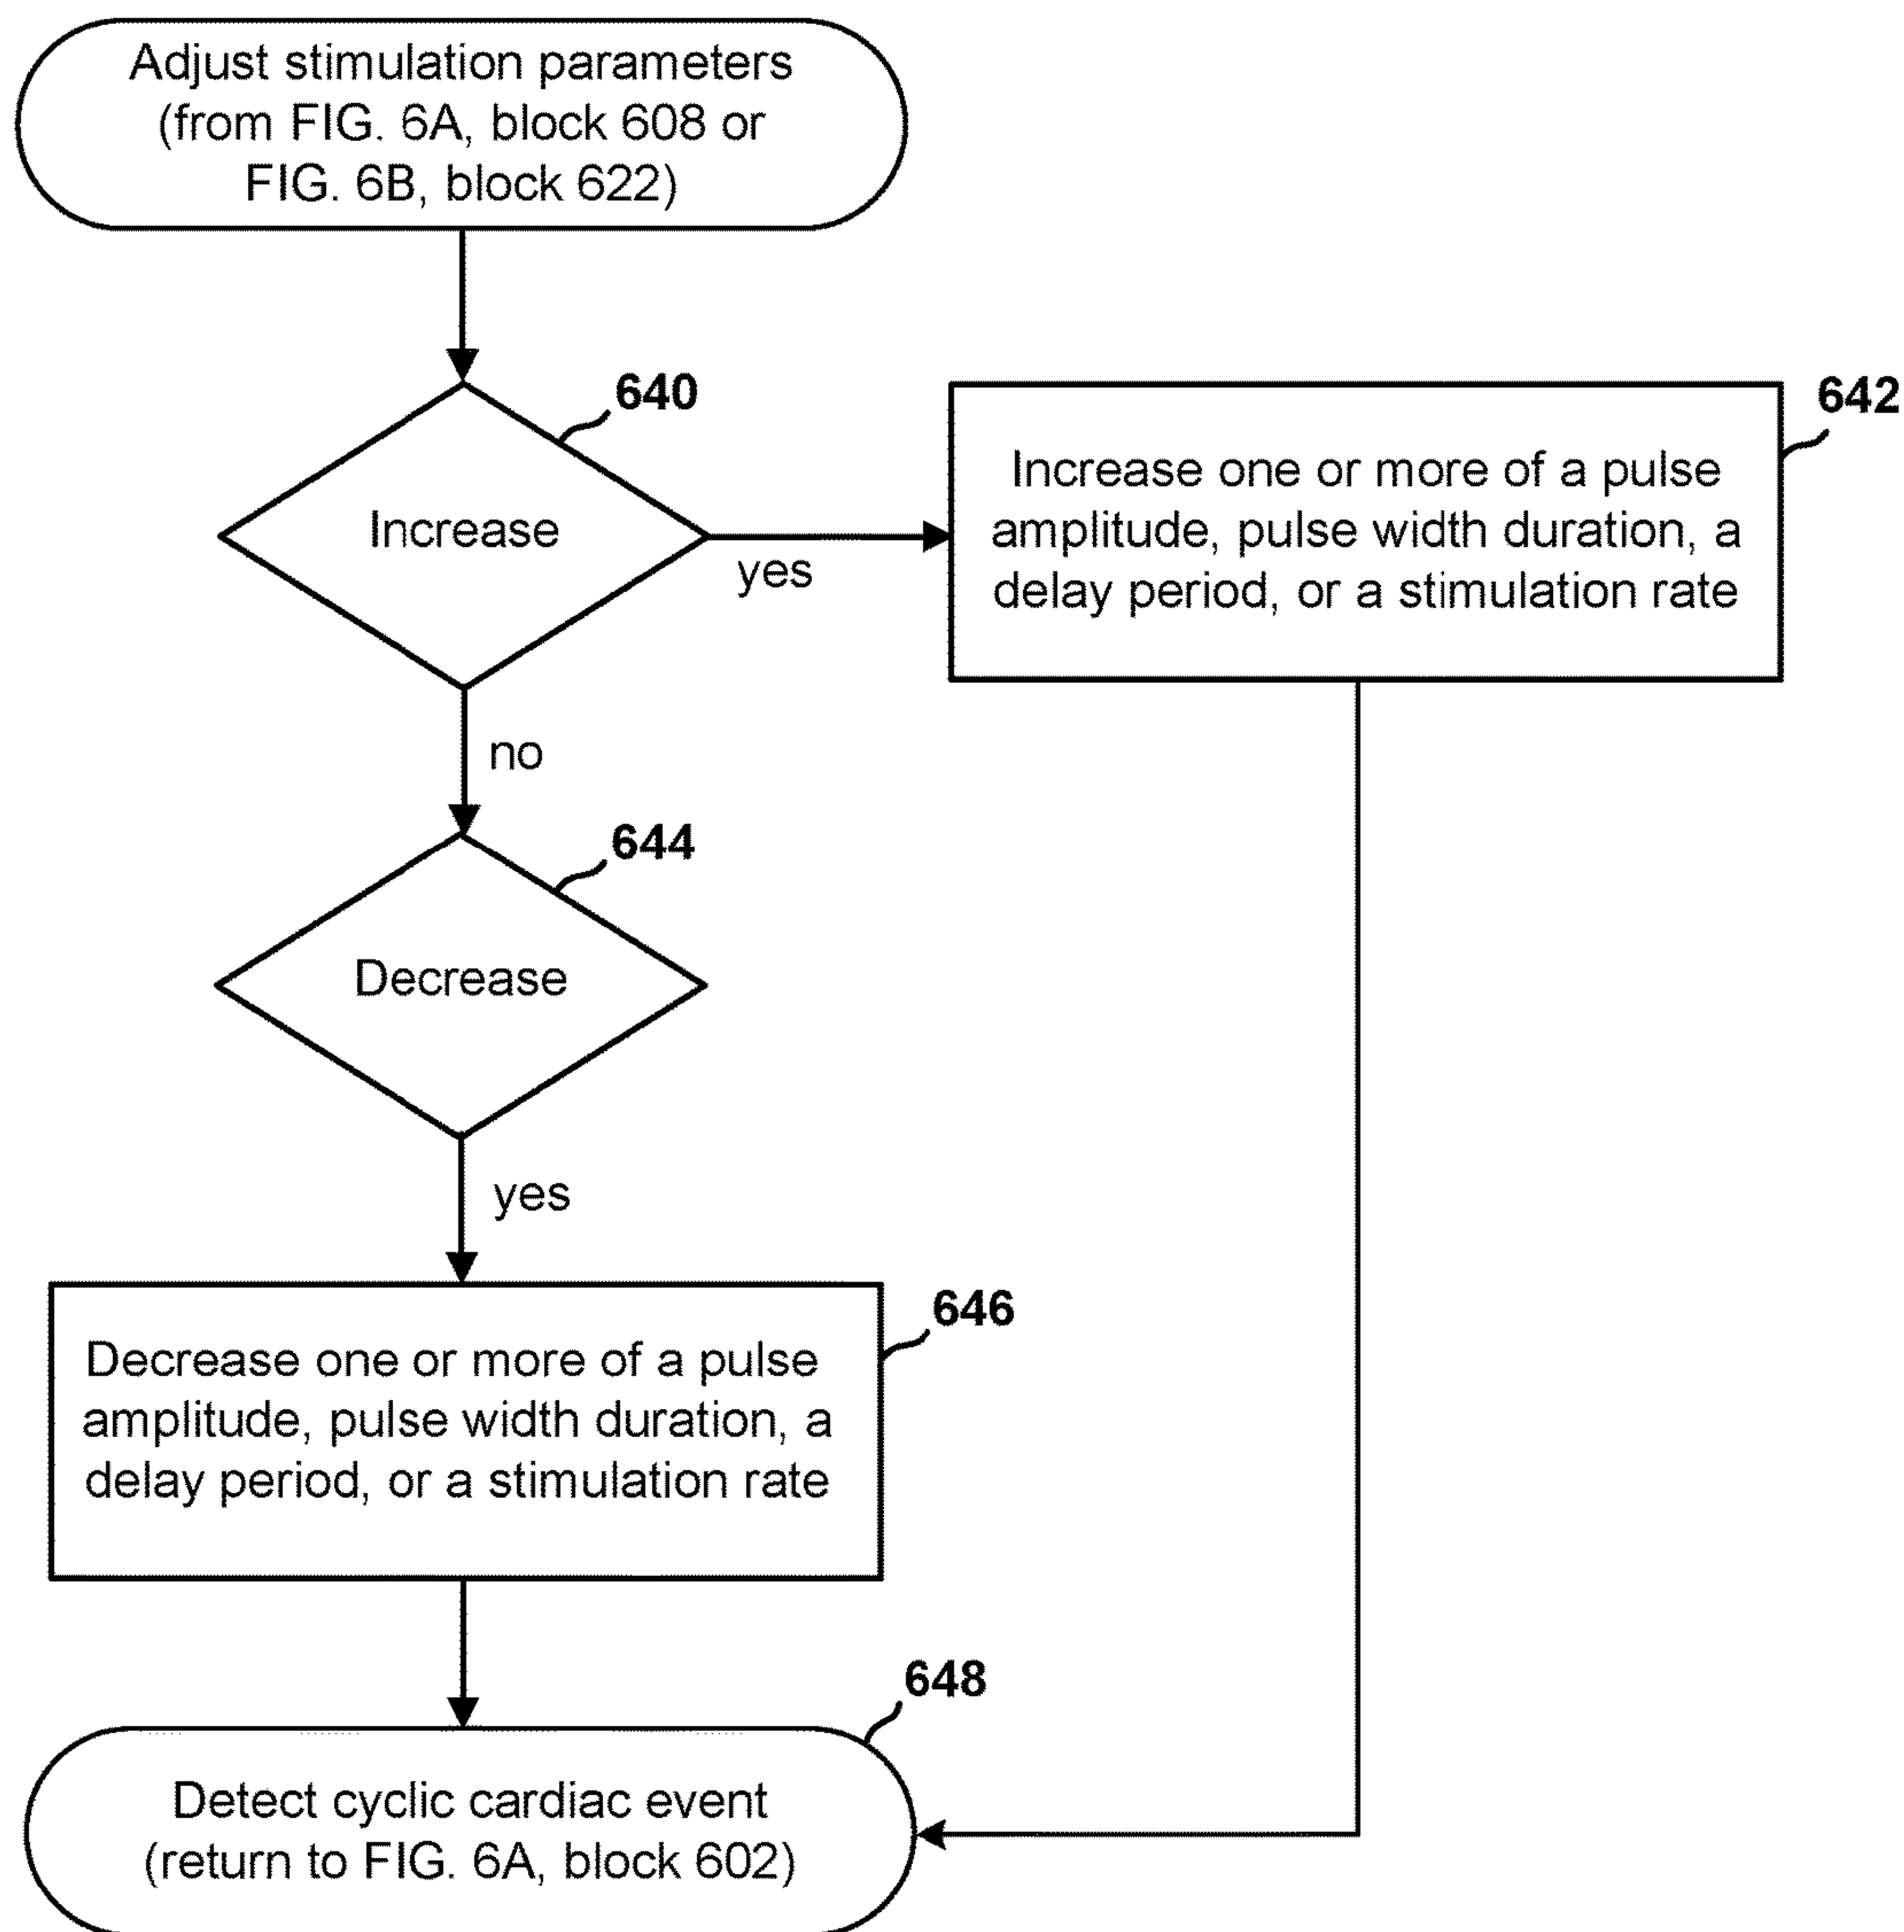 Adjust stimulation parameters
(from FIG. 6A, block 608 or
FIG. 6B, block 622)
640
Increase
yes
642
Increase one or more of a pulse
amplitude, pulse width duration, a
delay period, or a stimulation rate
no
644
Decrease
yes
646
Decrease one or more of a pulse
amplitude, pulse width duration, a
delay period, or a stimulation rate
648
Detect cyclic cardiac event
(return to FIG. 6A, block 602)